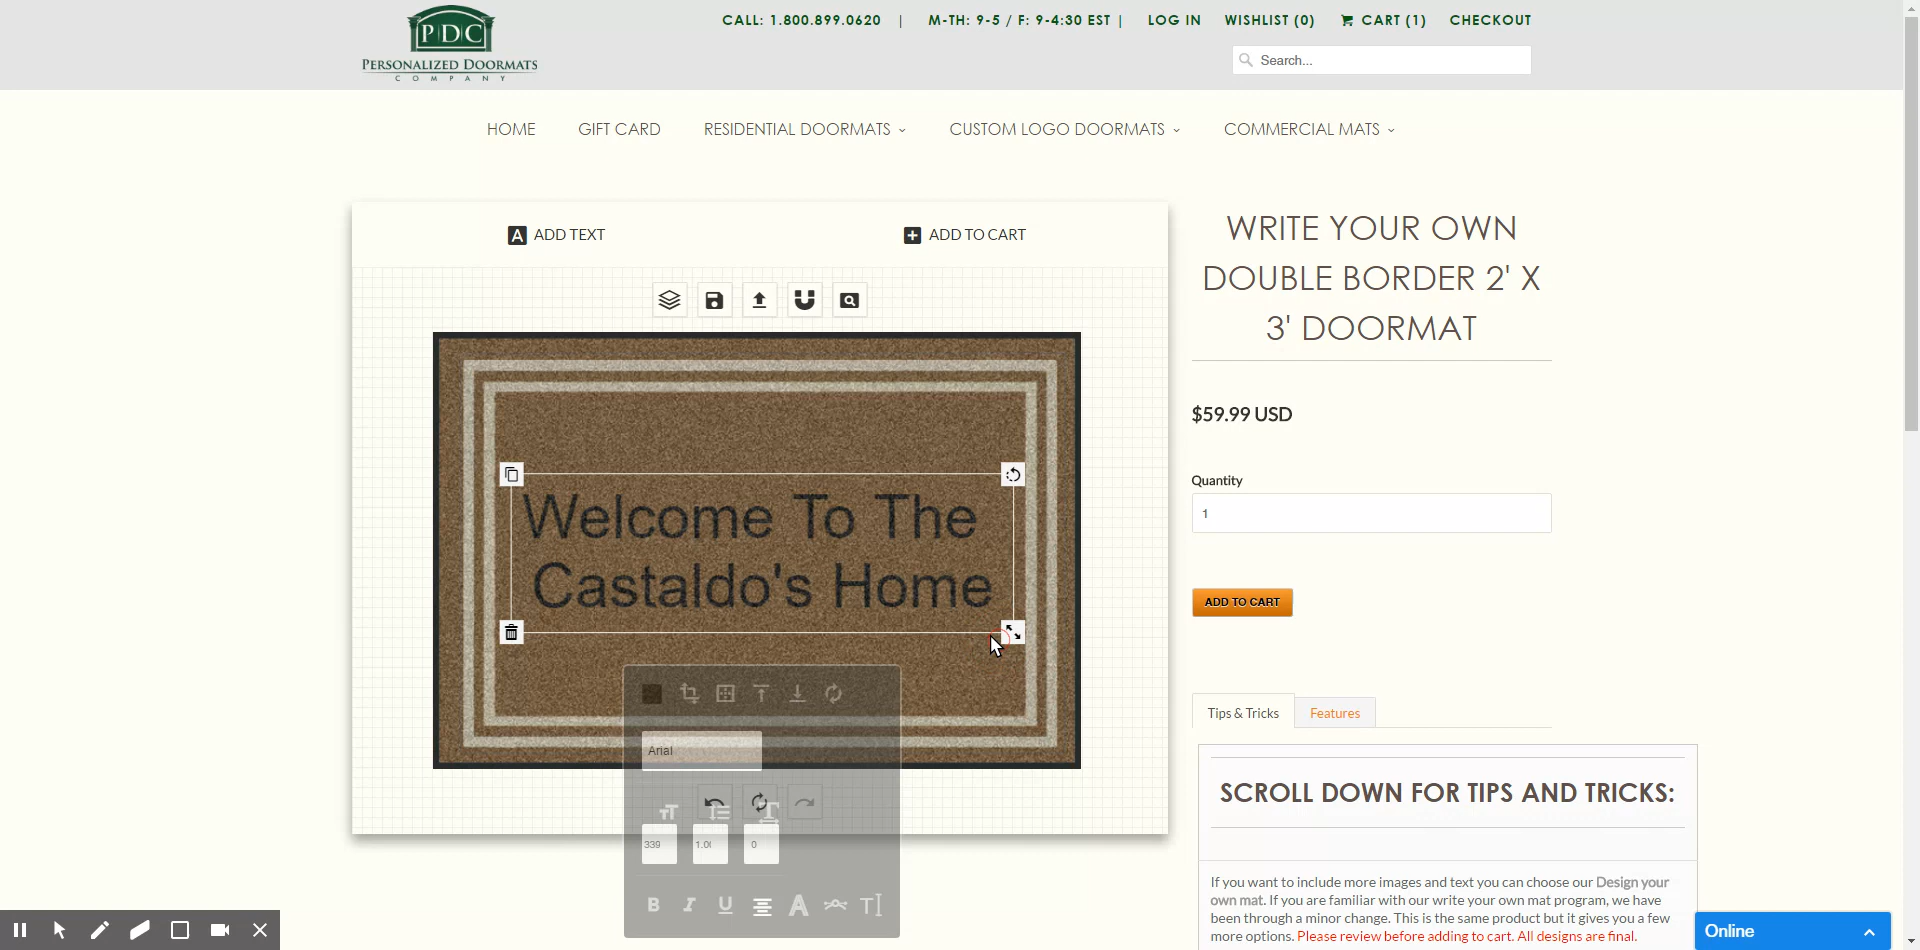 PDC
PERSONALIZED DOORMATS
COMPANY
CALL: 1.800.899.0620 | M-TH: 9-5 / F: 9-4:30 EST | LOG IN WISHLIST (0) CART (1) CHECKOUT
Search...
HOME GIFT CARD RESIDENTIAL DOORMATS CUSTOM LOGO DOORMATS COMMERCIAL MATS
A ADD TEXT
ADD TO CART
Welcome To The
Castaldo's Home
Arial
339 1.00 0
B I U A T
WRITE YOUR OWN
DOUBLE BORDER 2' X
3' DOORMAT
$59.99 USD
Quantity
1
ADD TO CART
Tips & Tricks Features
SCROLL DOWN FOR TIPS AND TRICKS:
If you want to include more images and text you can choose our Design your
own mat. If you are familiar with our write your own mat program, we have
been through a minor change. This is the same product but it gives you a few
more options. Please review before adding to cart. All designs are final.
Online